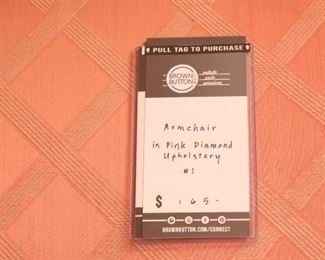 PULL TAG TO PURCHASE
BROWN
BUTTON
Armchair
in Pink Diamond
Upholstery
#1
$ 165-
BROWNBUTTON.COM/CONNECT